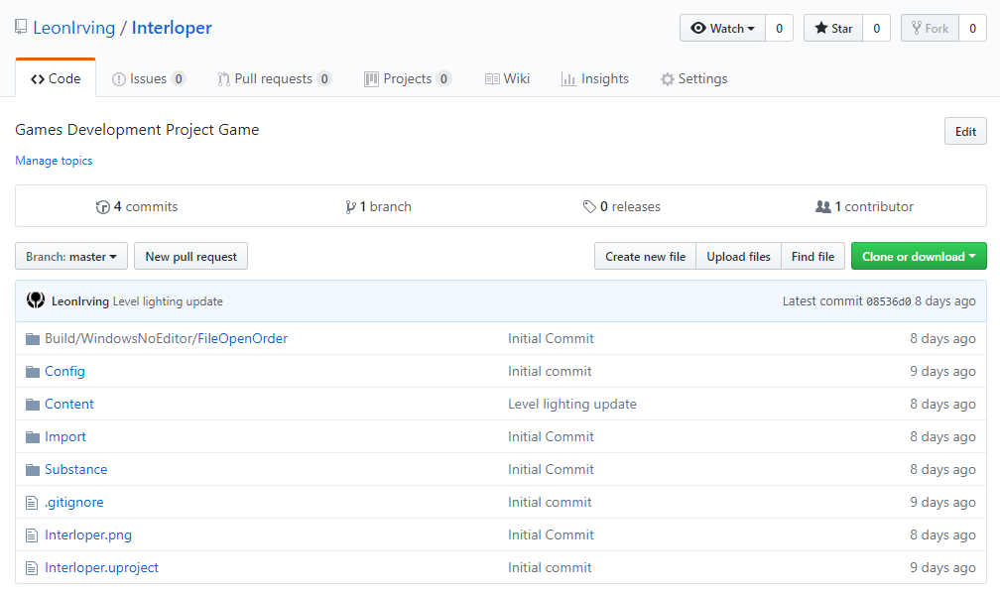 LeonIrving / Interloper Watch 0 Star 0 Fork 0
Code Issues 0 Pull requests 0 Projects 0 Wiki Insights Settings
Games Development Project Game Edit
Manage topics
4 commits 1 branch 0 releases 1 contributor
Branch: master New pull request Create new file Upload files Find file Clone or download
LeonIrving Level lighting update Latest commit 08536d0 8 days ago
Build/WindowsNoEditor/FileOpenOrder Initial Commit 8 days ago
Config Initial commit 9 days ago
Content Level lighting update 8 days ago
Import Initial Commit 8 days ago
Substance Initial Commit 8 days ago
.gitignore Initial commit 9 days ago
Interloper.png Initial Commit 8 days ago
Interloper.uproject Initial commit 9 days ago